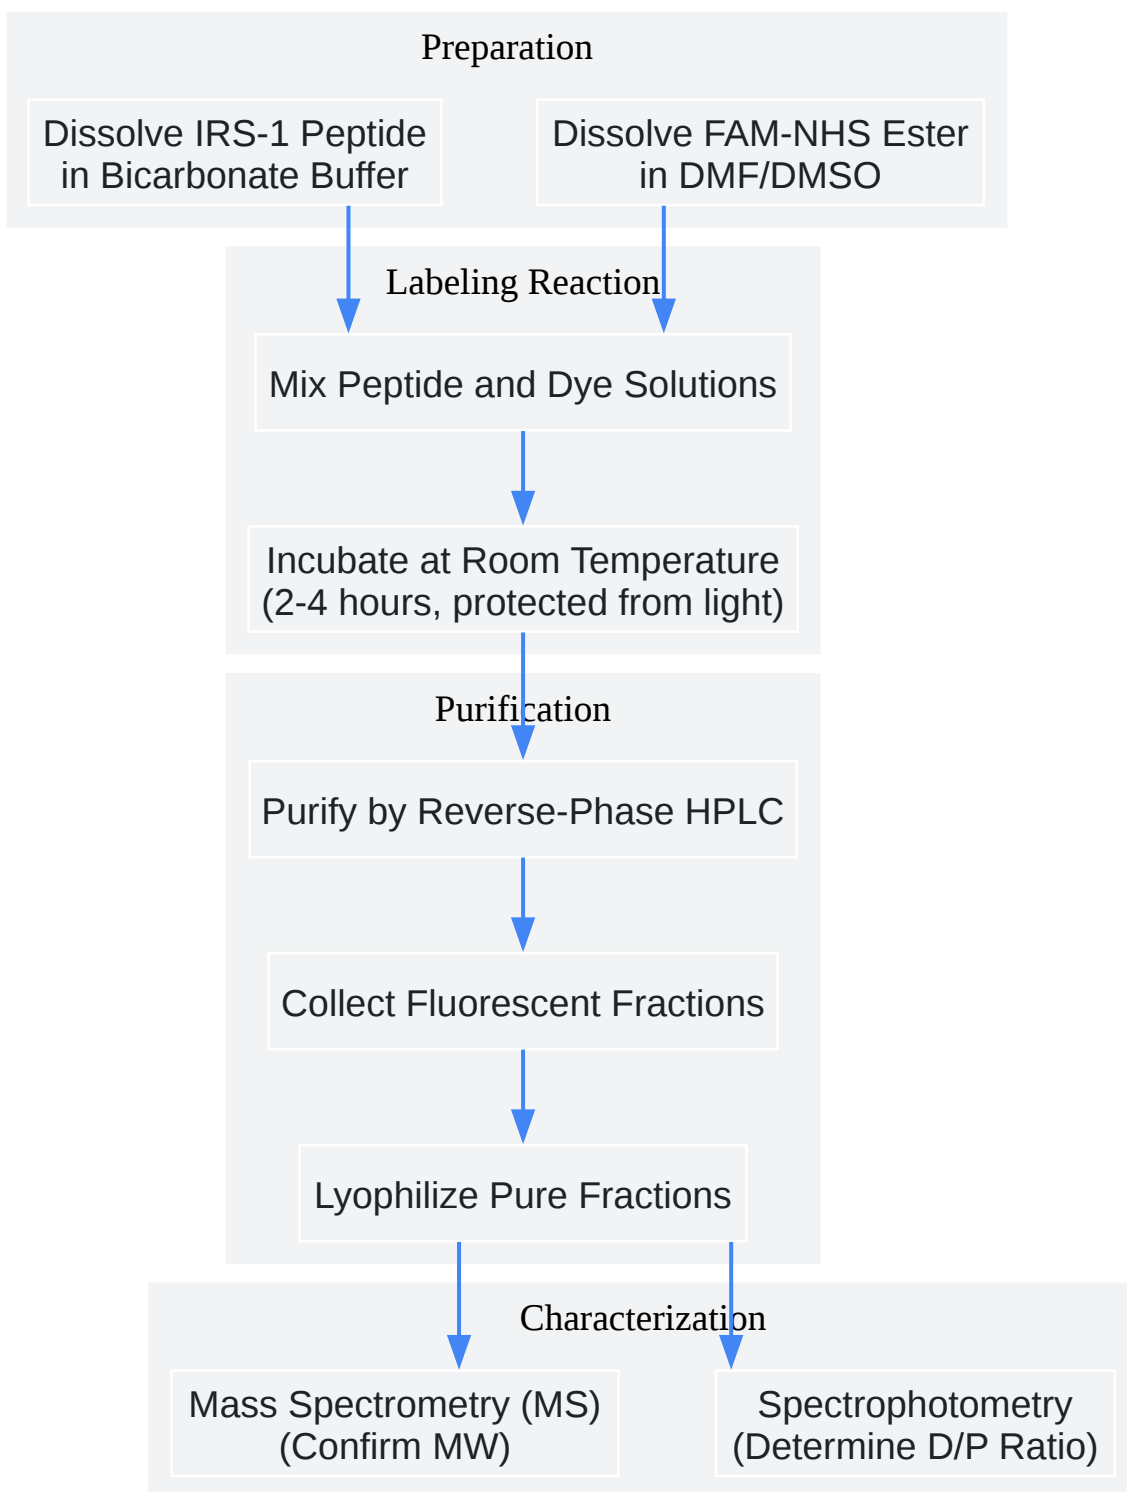 Preparation
Dissolve IRS-1 Peptide
in Bicarbonate Buffer
Dissolve FAM-NHS Ester
in DMF/DMSO
Labeling Reaction
Mix Peptide and Dye Solutions
Incubate at Room Temperature
(2-4 hours, protected from light)
Purification
Purify by Reverse-Phase HPLC
Collect Fluorescent Fractions
Lyophilize Pure Fractions
Characterization
Mass Spectrometry (MS)
(Confirm MW)
Spectrophotometry
(Determine D/P Ratio)